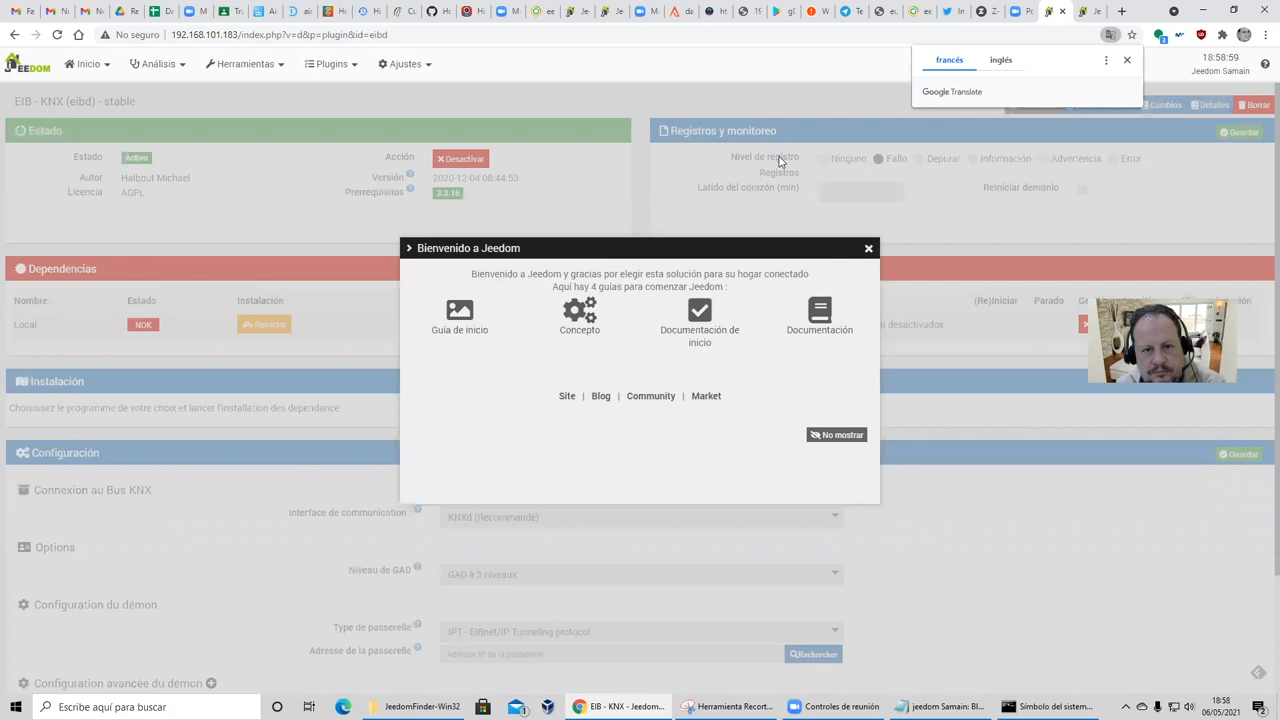 No seguro
192.168.101.183/index.php?v=d&p=plugin&id=eibd
JEEDOM
Inicio
Análisis
Herramientas
Plugins
Ajustes
francés
inglés
Google Translate
18:58:59
Jeedom Samain
EIB - KNX (eibd) - stable
Cambios
Detalles
Borrar
Estado
Estado
Activo
Acción
Desactivar
Autor
Halbout Michael
Versión
2020-12-04 08:44:53
Licencia
AGPL
Prerequisitos
3.3.16
Registros y monitoreo
Guardar
Nivel de registro
Ninguno
Fallo
Depurar
Información
Advertencia
Error
Registros
Latido del corazón (min)
Reiniciar demonio
Dependencias
Nombre
Estado
Instalación
(Re)Iniciar
Parado
Local
NOK
Reiniciar
desactivados
Bienvenido a Jeedom
Bienvenido a Jeedom y gracias por elegir esta solución para su hogar conectado
Aquí hay 4 guías para comenzar Jeedom :
Guía de inicio
Concepto
Documentación de
inicio
Documentación
Site | Blog | Community | Market
No mostrar
Instalación
Choisissez le programme de votre choix et lancer l'installation des dependance
Configuración
Guardar
Connexion au Bus KNX
Interface de communication
KNXd (Recommandé)
Options
Niveau de GAD
GAD à 3 niveaux
Configuration du démon
Type de passerelle
IPT - EIBnet/IP Tunneling protocol
Adresse de la passerelle
Adresse IP de la passerelle
Rechercher
Configuration avancée du démon
Escribe aquí para buscar
JeedomFinder-Win32
EIB - KNX - Jeedom...
Herramienta Recort...
Controles de reunión
jeedom Samain: Bl...
Símbolo del sistem...
18:58
06/05/2021